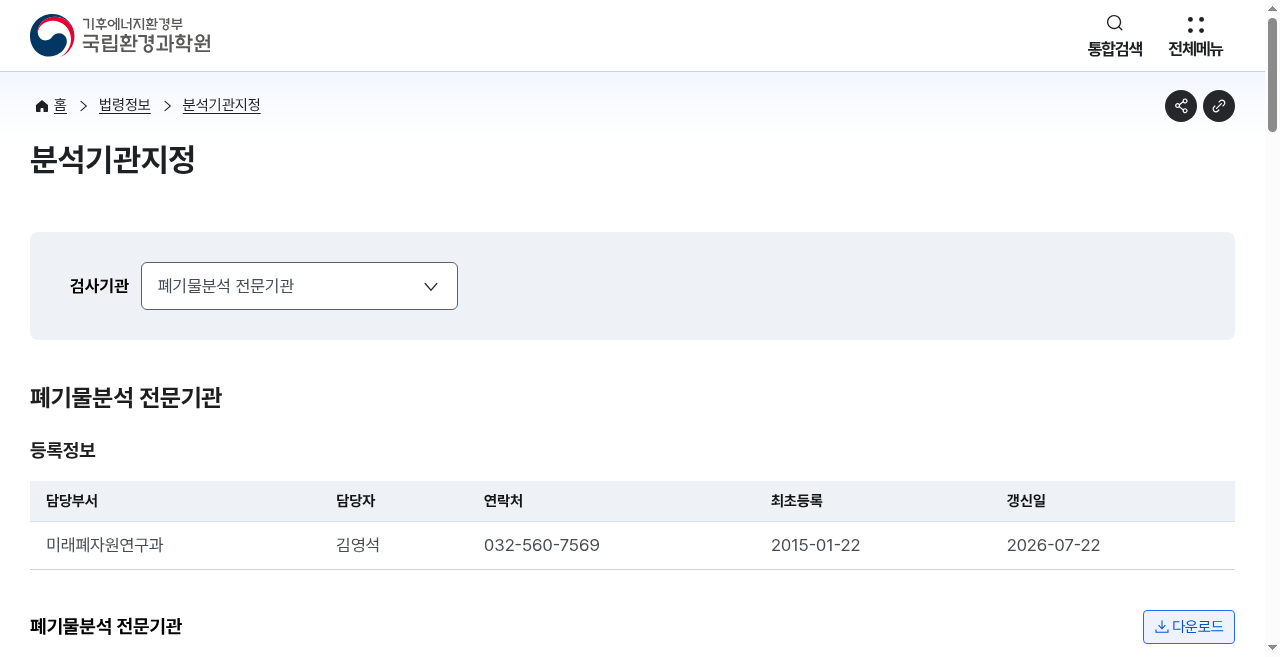 기후에너지환경부
국립환경과학원
통합검색
전체메뉴
홈
법령정보
분석기관지정
분석기관지정
검사기관
폐기물분석 전문기관
폐기물분석 전문기관
등록정보
담당부서 담당자 연락처 최초등록 갱신일
미래폐자원연구과 김영석 032-560-7569 2015-01-22 2026-07-22
폐기물분석 전문기관
다운로드